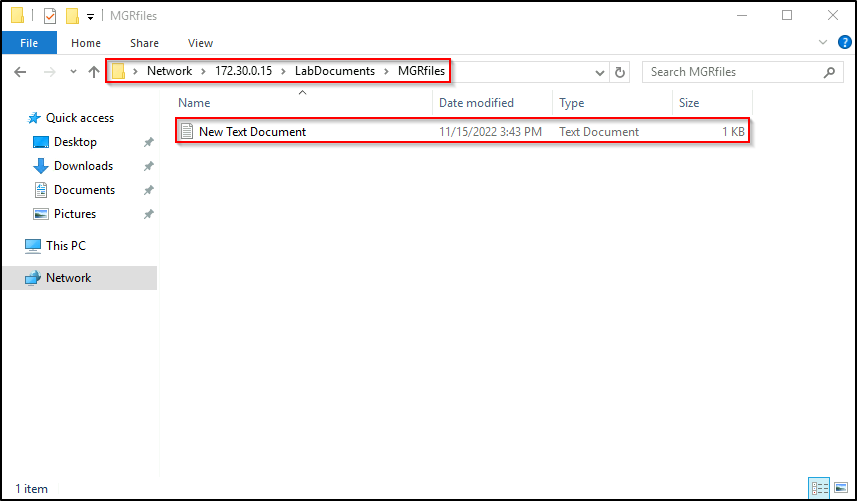 MGRfiles
File Home Share View
Network 172.30.0.15 LabDocuments MGRfiles Search MGRfiles
Name Date modified Type Size
New Text Document 11/15/2022 3:43 PM Text Document 1 KB
Quick access
Desktop
Downloads
Documents
Pictures
This PC
Network
1 item